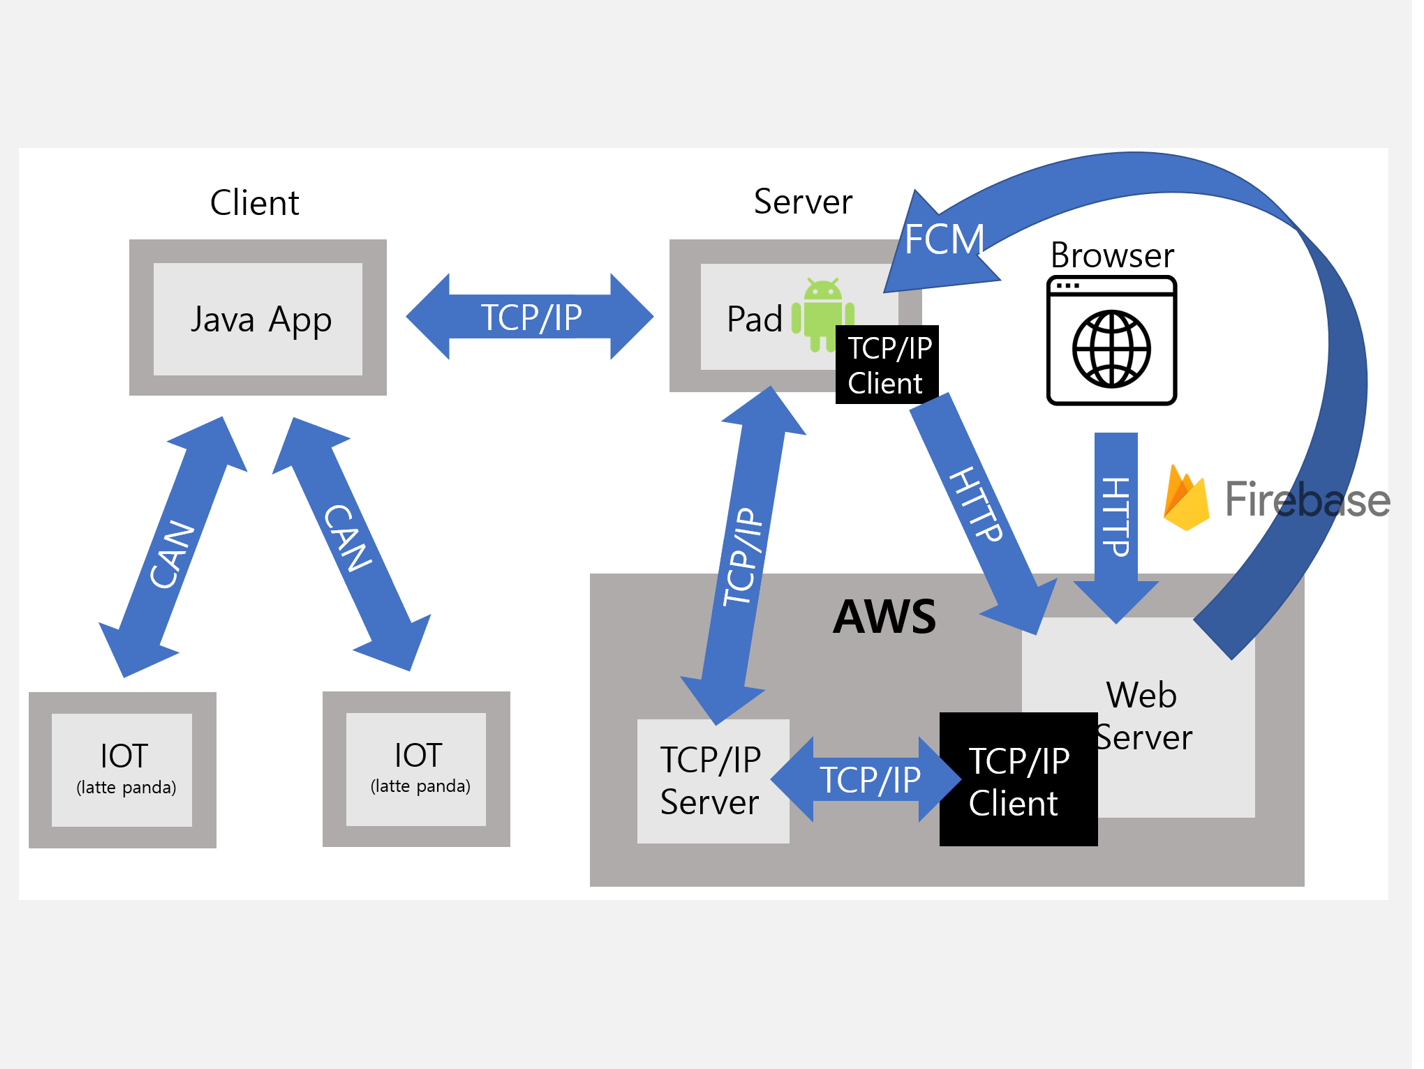 Client
Server
FCM
Browser
Java App
TCP/IP
Pad
TCP/IP
Client
CAN
CAN
TCP/IP
HTTP
HTTP
Firebase
AWS
IOT
(latte panda)
IOT
(latte panda)
TCP/IP
Server
TCP/IP
TCP/IP
Client
Web
Server